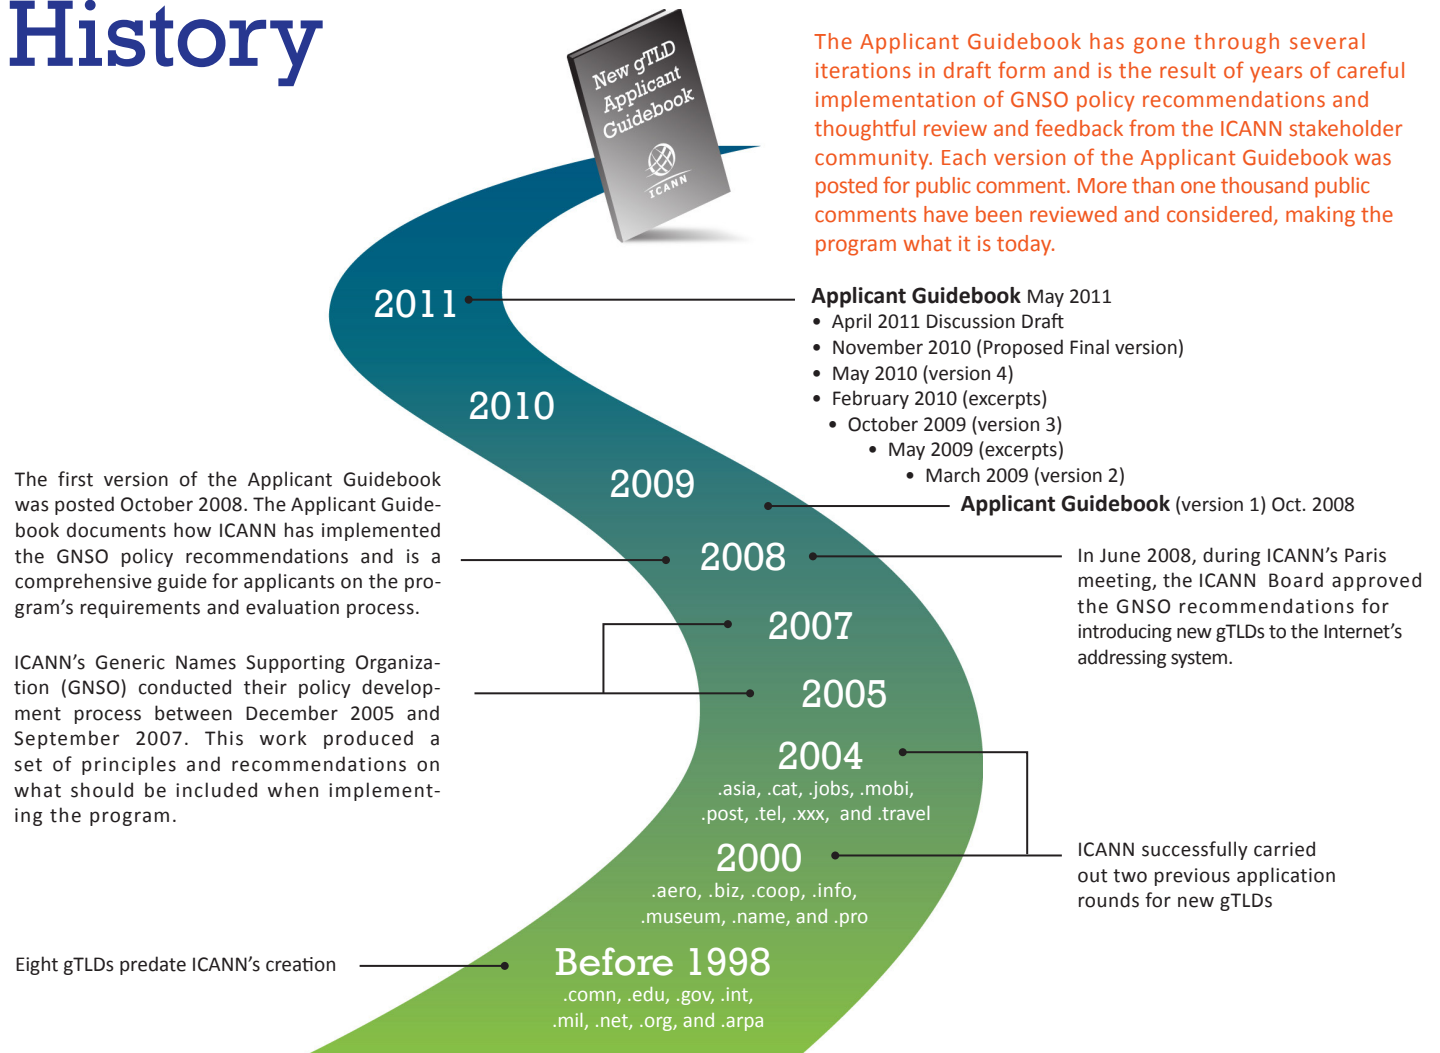 History
New gTLD
Applicant
Guidebook
ICANN
The Applicant Guidebook has gone through several
iterations in draft form and is the result of years of careful
implementation of GNSO policy recommendations and
thoughtful review and feedback from the ICANN stakeholder
community. Each version of the Applicant Guidebook was
posted for public comment. More than one thousand public
comments have been reviewed and considered, making the
program what it is today.
2011
Applicant Guidebook May 2011
• April 2011 Discussion Draft
• November 2010 (Proposed Final version)
• May 2010 (version 4)
• February 2010 (excerpts)
• October 2009 (version 3)
• May 2009 (excerpts)
• March 2009 (version 2)
2010
2009
Applicant Guidebook (version 1) Oct. 2008
The first version of the Applicant Guidebook
was posted October 2008. The Applicant Guide-
book documents how ICANN has implemented
the GNSO policy recommendations and is a
comprehensive guide for applicants on the pro-
gram's requirements and evaluation process.
2008
In June 2008, during ICANN's Paris
meeting, the ICANN Board approved
the GNSO recommendations for
introducing new gTLDs to the Internet's
addressing system.
2007
ICANN's Generic Names Supporting Organiza-
tion (GNSO) conducted their policy develop-
ment process between December 2005 and
September 2007. This work produced a
set of principles and recommendations on
what should be included when implement-
ing the program.
2005
2004
.asia, .cat, .jobs, .mobi,
.post, .tel, .xxx, and .travel
2000
.aero, .biz, .coop, .info,
.museum, .name, and .pro
ICANN successfully carried
out two previous application
rounds for new gTLDs
Eight gTLDs predate ICANN's creation
Before 1998
.comn, .edu, .gov, .int,
.mil, .net, .org, and .arpa